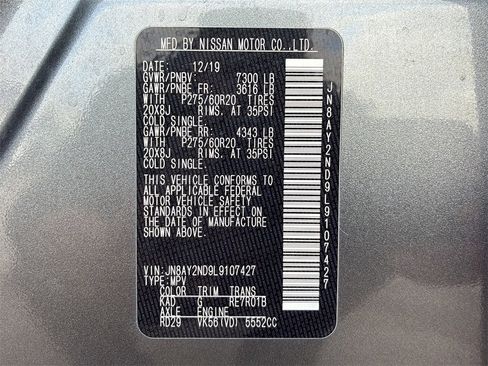 MFD BY NISSAN MOTOR CO.,LTD.
DATE: 12/19
GVWR/PNBV: 7300 LB
GAWR/PNBE FR: 3616 LB
WITH P275/60R20 TIRES
20X8J RIMS. AT 35PSI
COLD SINGLE.
GAWR/PNBE RR: 4343 LB
WITH P275/60R20 TIRES
20X8J RIMS. AT 35PSI
COLD SINGLE.
THIS VEHICLE CONFORMS TO
ALL APPLICABLE FEDERAL
MOTOR VEHICLE SAFETY
STANDARDS IN EFFECT ON
THE DATE OF MANUFACTURE
SHOWN ABOVE.
VIN:JN8AY2ND9L9107427
TYPE:MPV
COLOR TRIM TRANS
KAD G RE7R01B
AXLE ENGINE
RD29 VK56(VD) 5552CC
JN8AY2ND9L9107427